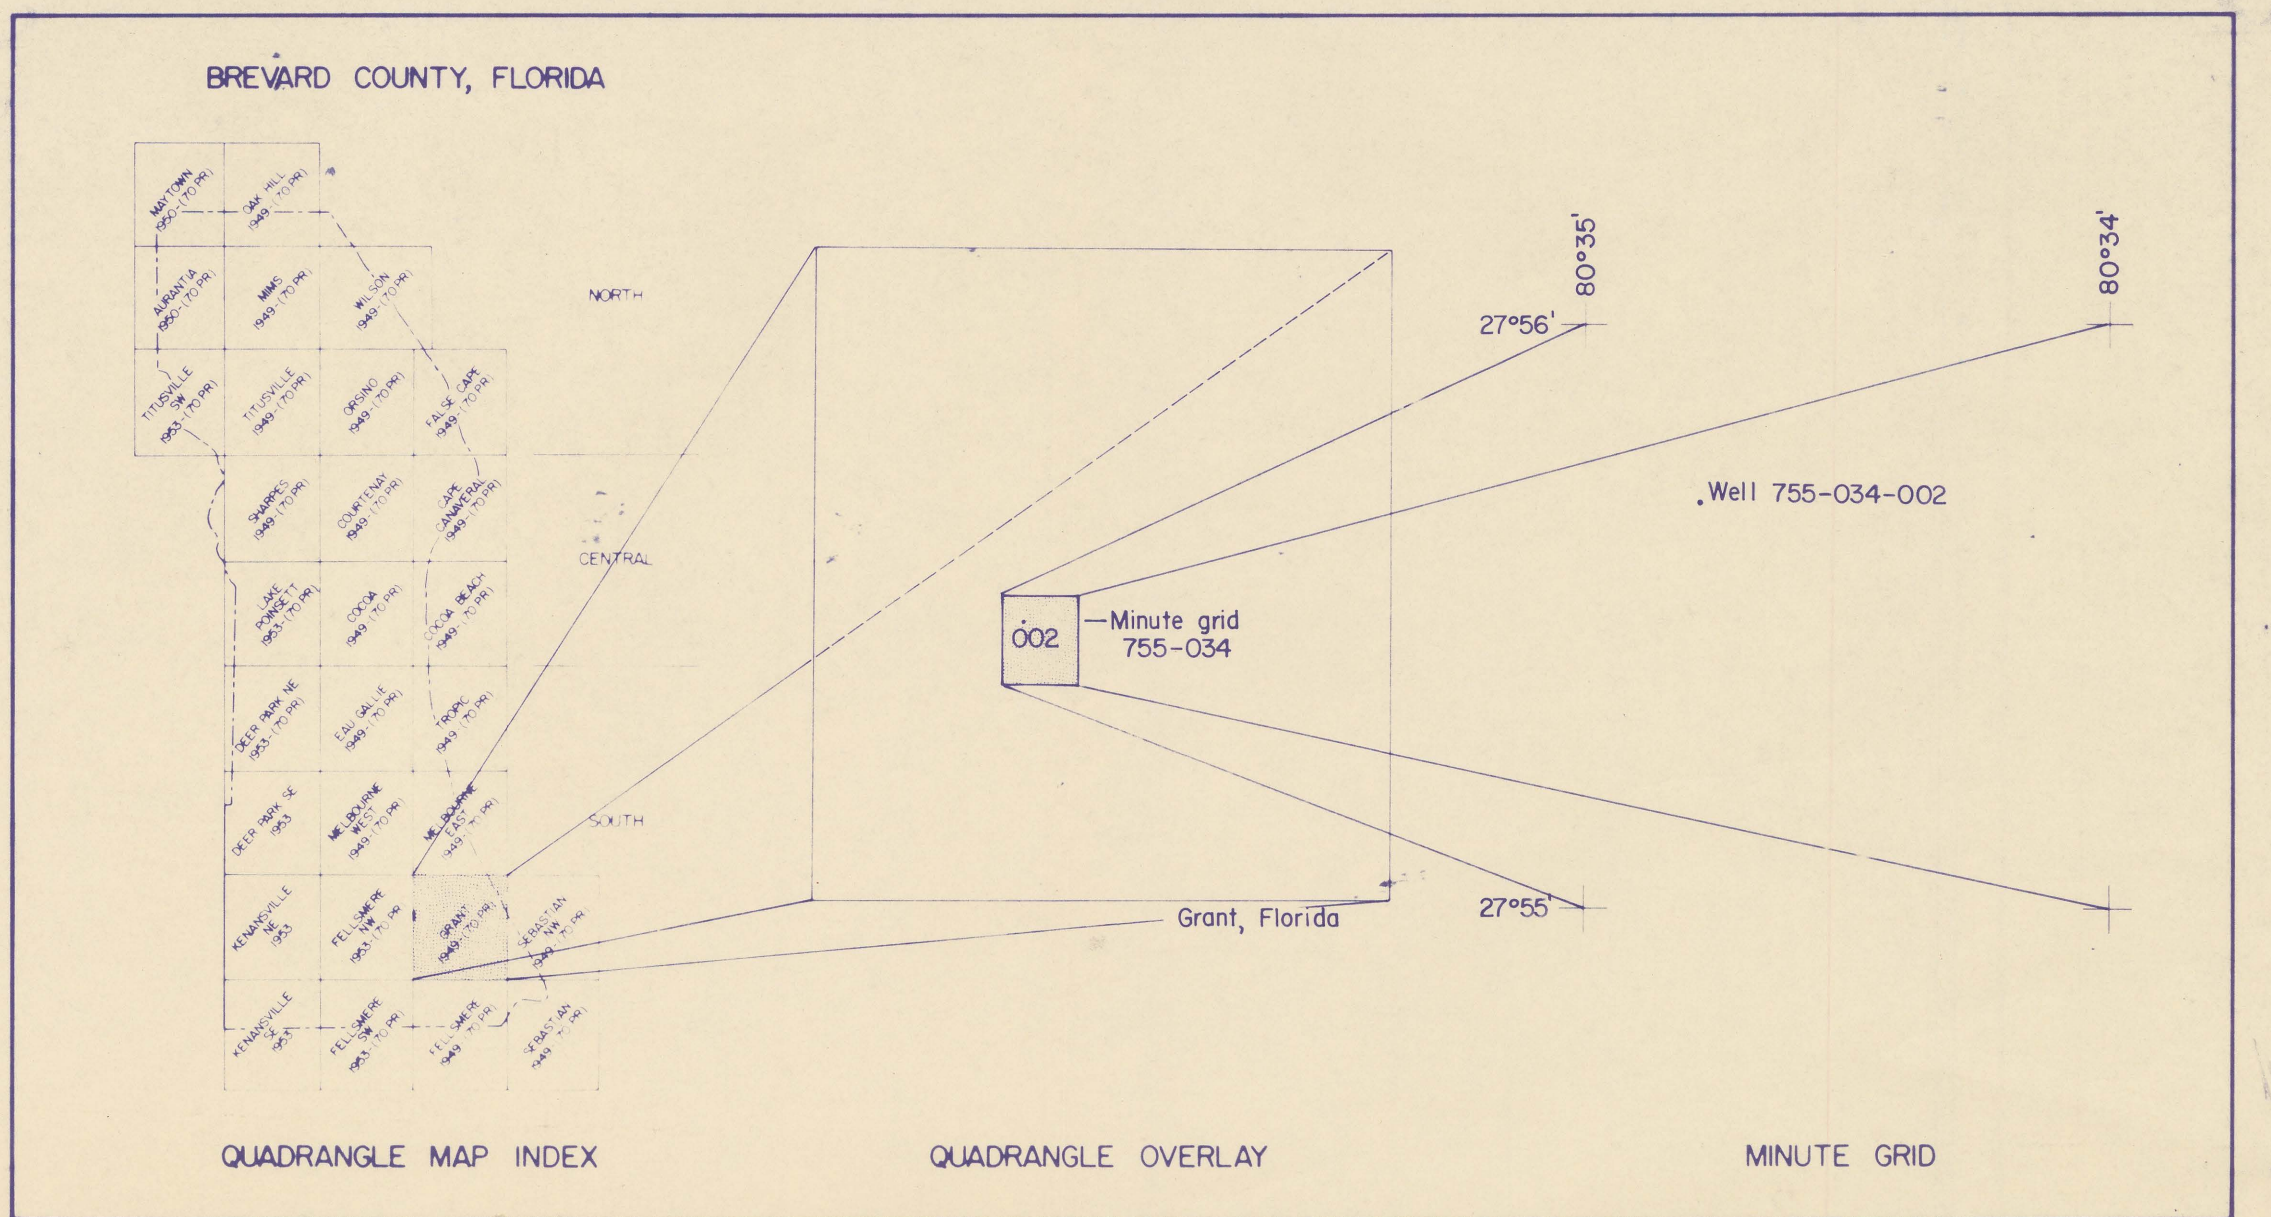 BREVARD COUNTY, FLORIDA
MAYTOWN
1950-(70 PR)
OAK HILL
1949-(70 PR)
AURANTIA
1950-(70 PR)
MIMS
1949-(70 PR)
WILSON
1949-(70 PR)
NORTH
TITUSVILLE
SW
1953-(70 PR)
TITUSVILLE
1949-(70 PR)
ORSINO
1949-(70 PR)
FALSE CAPE
1949-(70 PR)
SHARPES
1949-(70 PR)
COURTENAY
1949-(70 PR)
CAPE
CANAVERAL
1949-(70 PR)
CENTRAL
LAKE
POINSETT
1953-(70 PR)
COCOA
1949-(70 PR)
COCOA BEACH
1949-(70 PR)
DEER PARK NE
1953-(70 PR)
EAU GALLIE
1949-(70 PR)
TROPIC
1949-(70 PR)
DEER PARK SE
1953
MELBOURNE
WEST
1949-(70 PR)
MELBOURNE
EAST
1949-(70 PR)
SOUTH
KENANSVILLE
NE
1953
FELLSMERE
NW
1953-(70 PR
GRANT
1949-(70 PR)
SEBASTIAN
NW
1949-(70 PR)
KENANSVILLE
SE
1953
FELLSMERE
SW
1953-(70 PR)
FELLSMERE
1949-(70 PR)
SEBASTIAN
1949-(70 PR)
QUADRANGLE MAP INDEX
002
Minute grid
755-034
Grant, Florida
QUADRANGLE OVERLAY
80°35'
80°34'
27°56'
Well 755-034-002
27°55'
MINUTE GRID